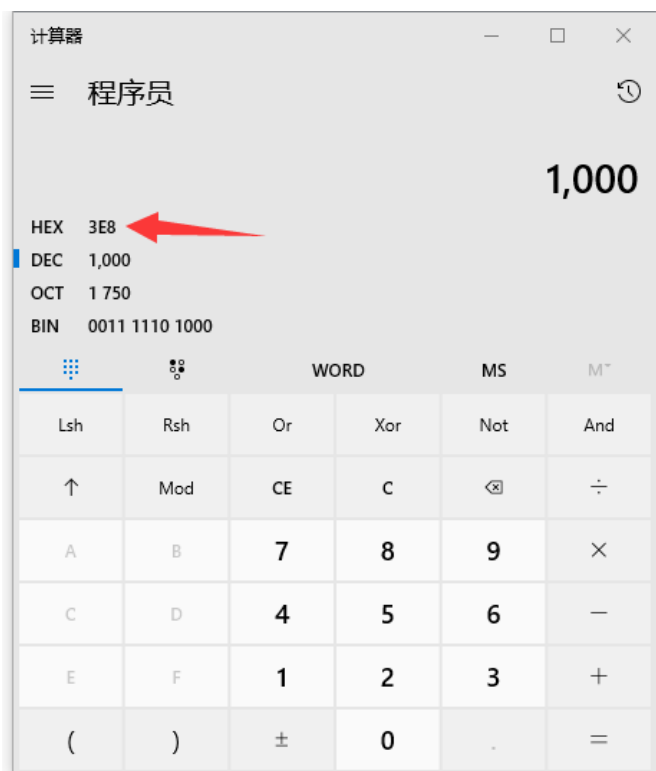 计算器
程序员
1,000
HEX 3E8
DEC 1,000
OCT 1 750
BIN 0011 1110 1000
WORD MS M
Lsh Rsh Or Xor Not And
↑ Mod CE C ÷
A B 7 8 9 ×
C D 4 5 6 −
E F 1 2 3 +
( ) ± 0 . =